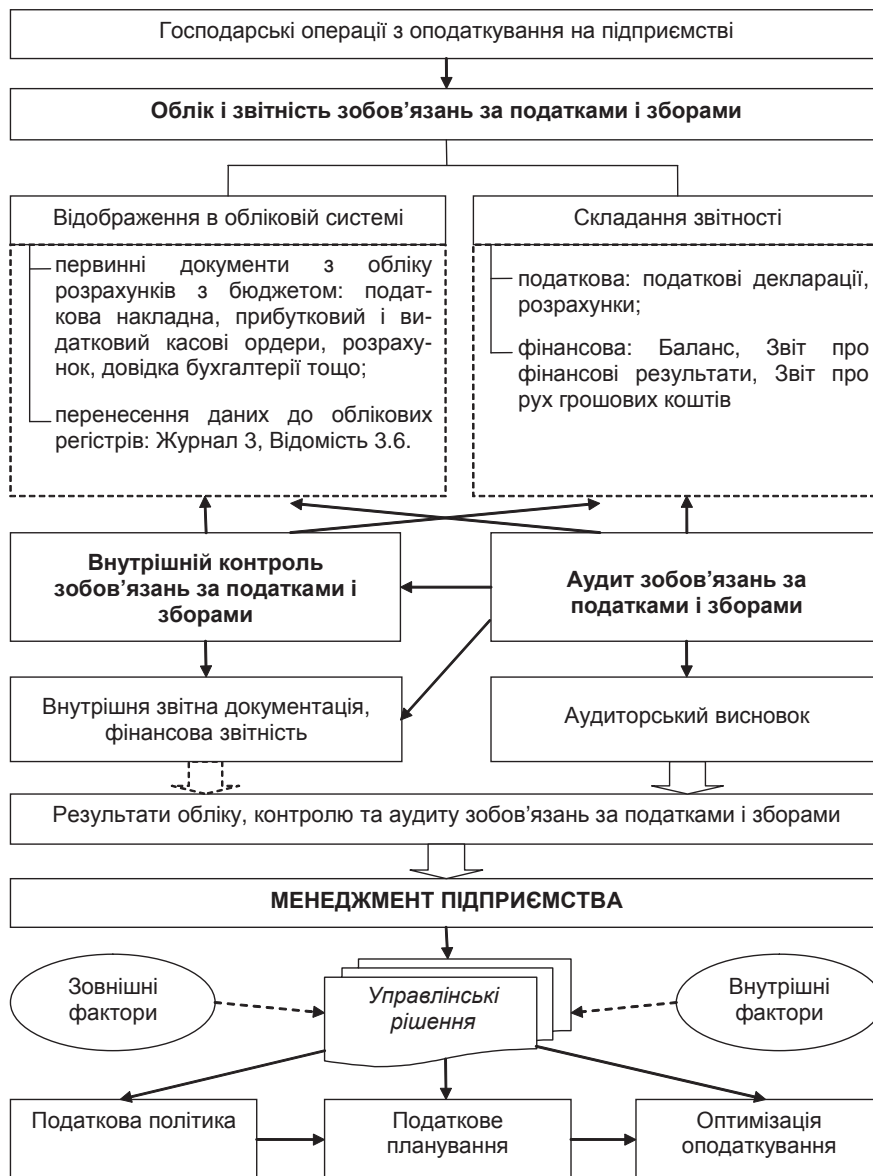 Господарські операції з оподаткування на підприємстві
Облік і звітність зобов'язань за податками і зборами
Відображення в обліковій системі
первинні документи з обліку
розрахунків з бюджетом: подат-
кова накладна, прибутковий і ви-
датковий касові ордери, розраху-
нок, довідка бухгалтерії тощо;
перенесення даних до облікових
регістрів: Журнал 3, Відомість 3.6.
Складання звітності
податкова: податкові декларації,
розрахунки;
фінансова: Баланс, Звіт про
фінансові результати, Звіт про
рух грошових коштів
Внутрішній контроль
зобов'язань за податками і
зборами
Аудит зобов'язань за
податками і зборами
Внутрішня звітна документація,
фінансова звітність
Аудиторський висновок
Результати обліку, контролю та аудиту зобов'язань за податками і зборами
МЕНЕДЖМЕНТ ПІДПРИЄМСТВА
Зовнішні
фактори
Управлінські
рішення
Внутрішні
фактори
Податкова політика
Податкове
планування
Оптимізація
оподаткування